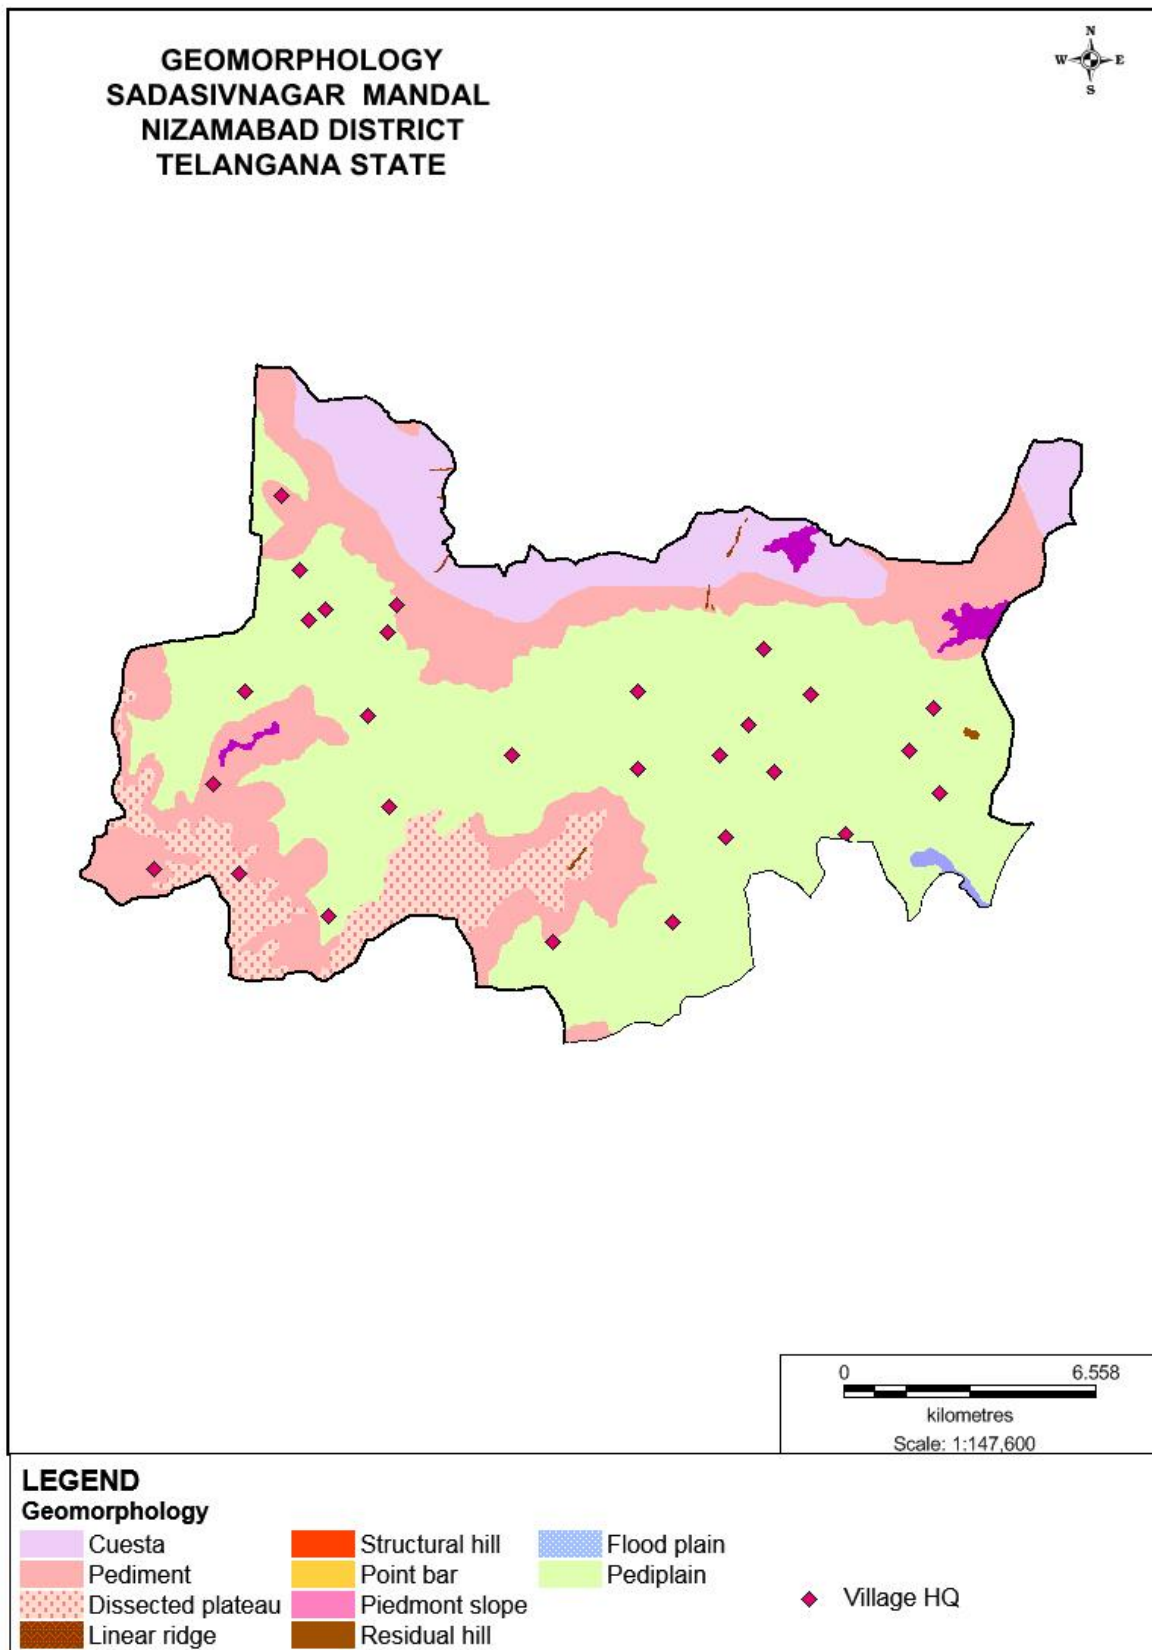 GEOMORPHOLOGY
SADASIVNAGAR MANDAL
NIZAMABAD DISTRICT
TELANGANA STATE
N
W E
S
0 6.558
kilometres
Scale: 1:147,600
LEGEND
Geomorphology
Cuesta
Pediment
Dissected plateau
Linear ridge
Structural hill
Point bar
Piedmont slope
Residual hill
Flood plain
Pediplain
Village HQ